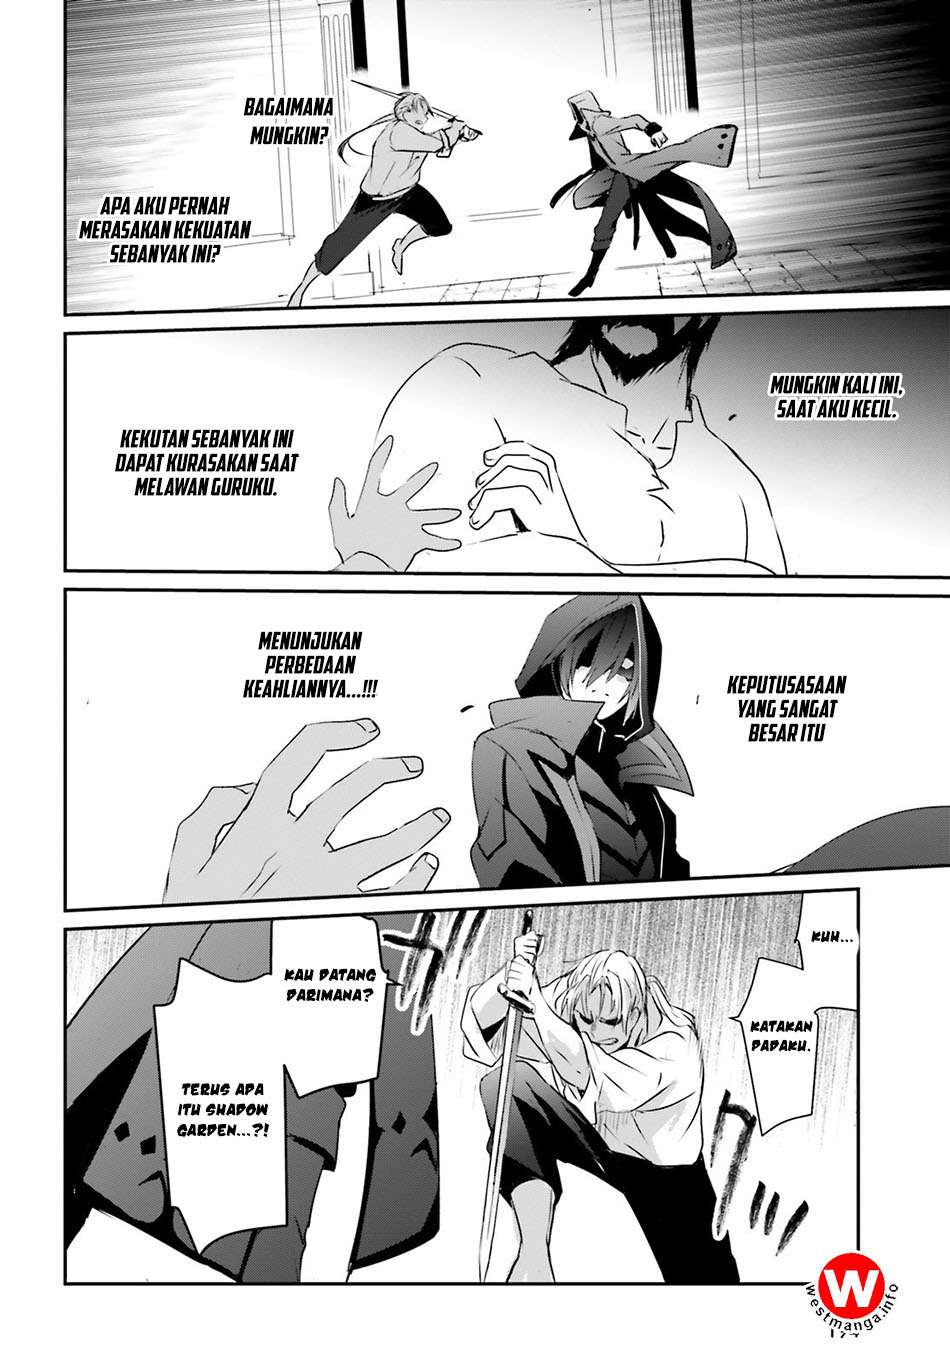 BAGAIMANA
MUNGKIN?
APA AKU PERNAH
MERASAKAN KEKUATAN
SEBANYAK INI?
MUNGKIN KALI INI,
SAAT AKU KECIL.
KEKUTAN SEBANYAK INI
DAPAT KURASAKAN SAAT
MELAWAN GURUKU.
KEPUTUSASAAN
YANG SANGAT
BESAR ITU
MENUNJUKAN
PERBEDAAN
KEAHLIANNYA...!!!
KUH...
KATAKAN
PADAKU.
KAU DATANG
DARIMANA?
TERUS APA
ITU SHADOW
GARDEN...?!
W
westmanga.info